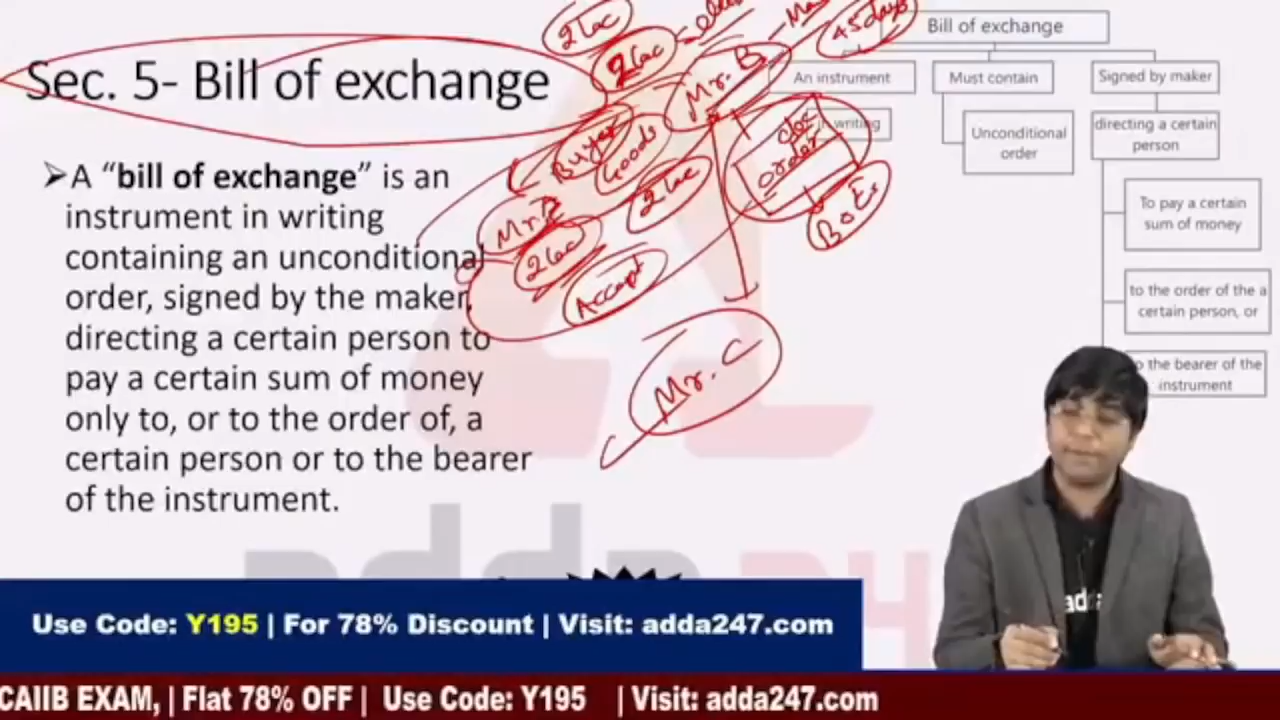 Sec. 5- Bill of exchange
➤A “bill of exchange” is an
instrument in writing
containing an unconditional
order, signed by the maker,
directing a certain person to
pay a certain sum of money
only to, or to the order of, a
certain person or to the bearer
of the instrument.
2 lac
2 lac
seller
Mr. B
45 days
Buyer
Goods
Mr.
2 lac
2 lac
Accept
order
B o E
Mr. C
Bill of exchange
An instrument
in writing
Must contain
Unconditional
order
Signed by maker
directing a certain
person
To pay a certain
sum of money
to the order of the a
certain person, or
the bearer of the
instrument
adda
Use Code: Y195 | For 78% Discount | Visit: adda247.com
CAIIB EXAM, | Flat 78% OFF | Use Code: Y195 | Visit: adda247.com